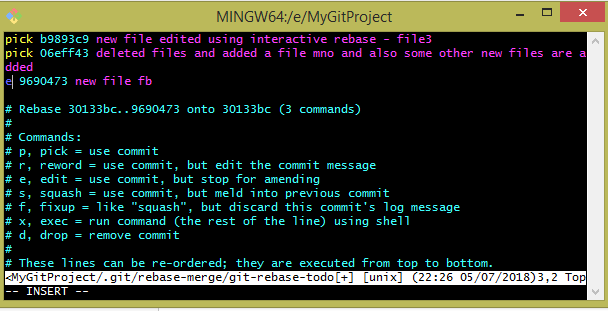 MINGW64:/e/MyGitProject
pick b9893c9 new file edited using interactive rebase - file3
pick 06eff43 deleted files and added a file mno and also some other new files are a
dded
e 9690473 new file fb
# Rebase 30133bc..9690473 onto 30133bc (3 commands)
#
# Commands:
# p, pick = use commit
# r, reword = use commit, but edit the commit message
# e, edit = use commit, but stop for amending
# s, squash = use commit, but meld into previous commit
# f, fixup = like "squash", but discard this commit's log message
# x, exec = run command (the rest of the line) using shell
# d, drop = remove commit
#
# These lines can be re-ordered; they are executed from top to bottom.
<MyGitProject/.git/rebase-merge/git-rebase-todo[+] [unix] (22:26 05/07/2018)3,2 Top
-- INSERT --